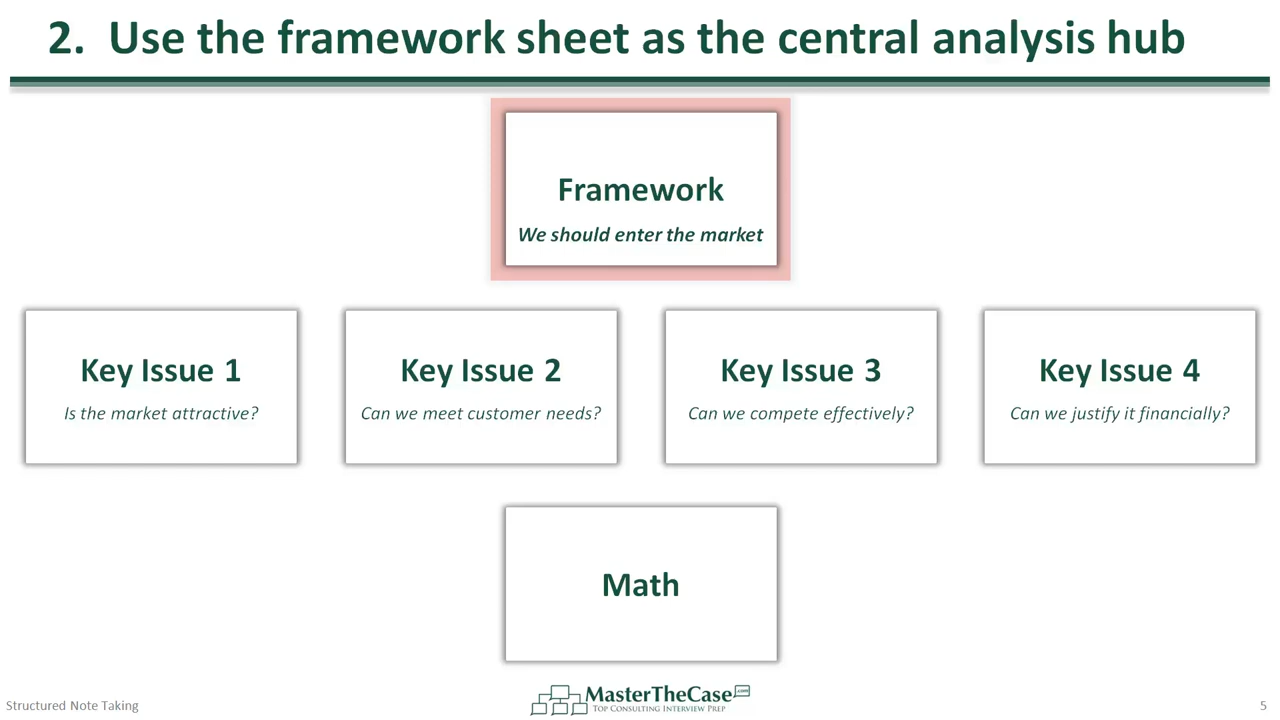 2. Use the framework sheet as the central analysis hub
Framework
We should enter the market
Key Issue 1
Is the market attractive?
Key Issue 2
Can we meet customer needs?
Key Issue 3
Can we compete effectively?
Key Issue 4
Can we justify it financially?
Math
MasterTheCase.com
Top Consulting Interview Prep
Structured Note Taking
5